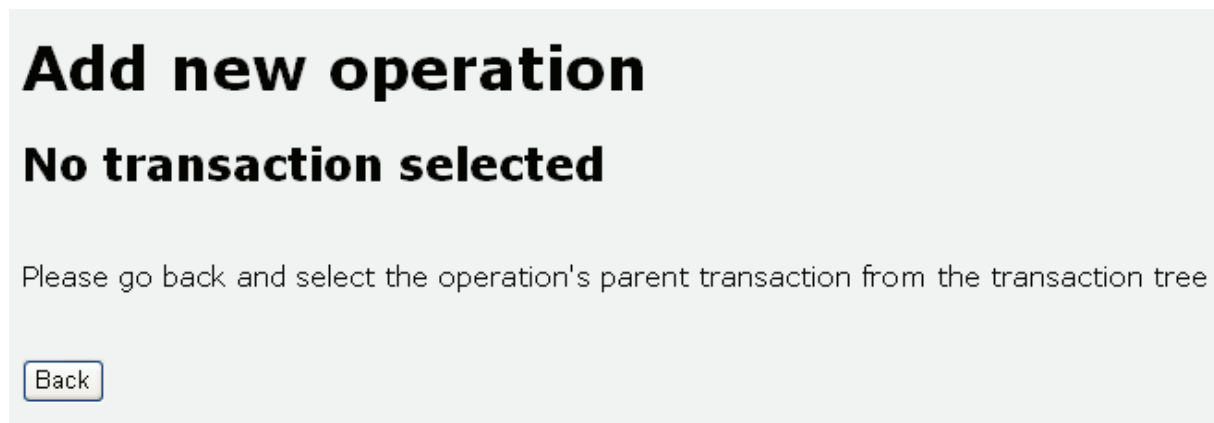 Add new operation
No transaction selected
Please go back and select the operation's parent transaction from the transaction tree
Back